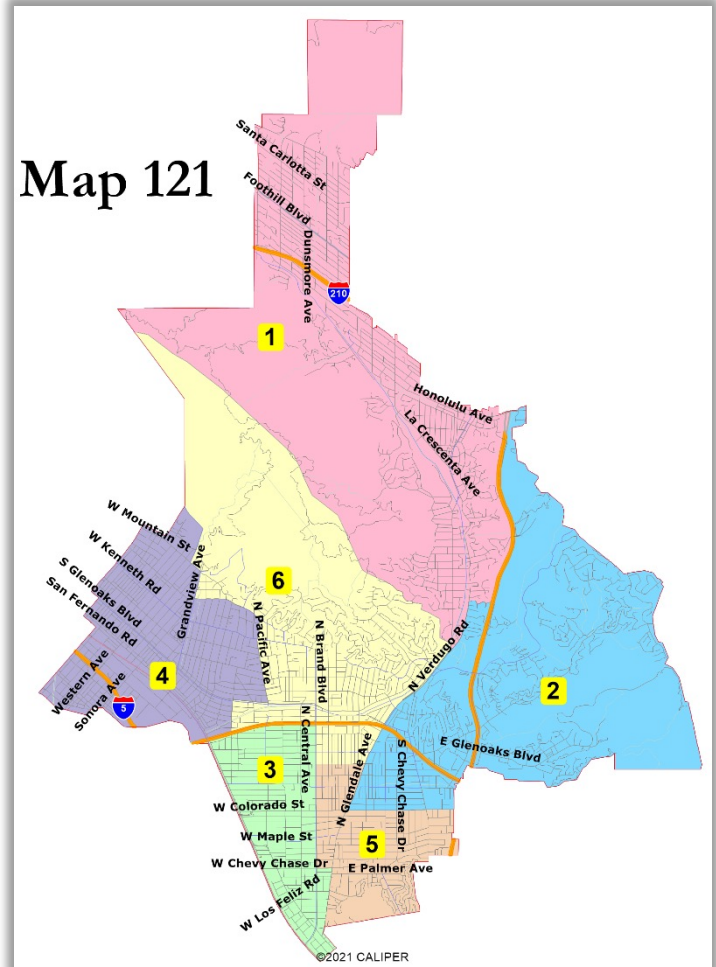 Map 121
Santa Carlotta St
Foothill Blvd
Dunsmore Ave
210
1
Honolulu Ave
La Crescenta Ave
W Mountain St
W Kenneth Rd
S Glenoaks Blvd
San Fernando Rd
Grandview Ave
6
N Pacific Ave
N Brand Blvd
N Verdugo Rd
Western Ave
Sonora Ave
4
5
2
N Central Ave
E Glenoaks Blvd
3
N Glendale Ave
S Chevy Chase Dr
W Colorado St
W Maple St
5
W Chevy Chase Dr
E Palmer Ave
W Los Feliz Rd
©2021 CALIPER